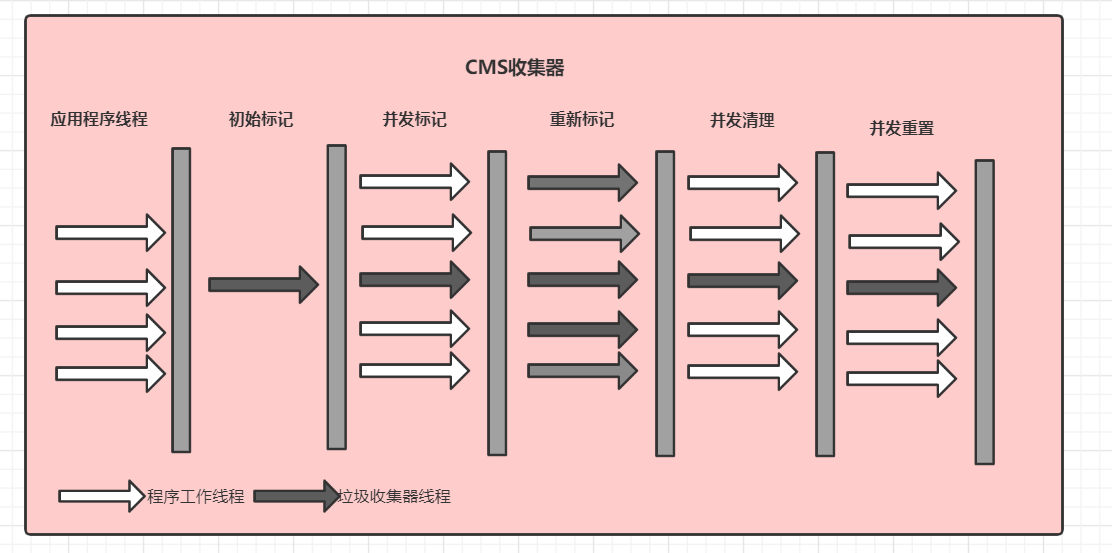 CMS收集器
应用程序线程
初始标记
并发标记
重新标记
并发清理
并发重置
程序工作线程
垃圾收集器线程